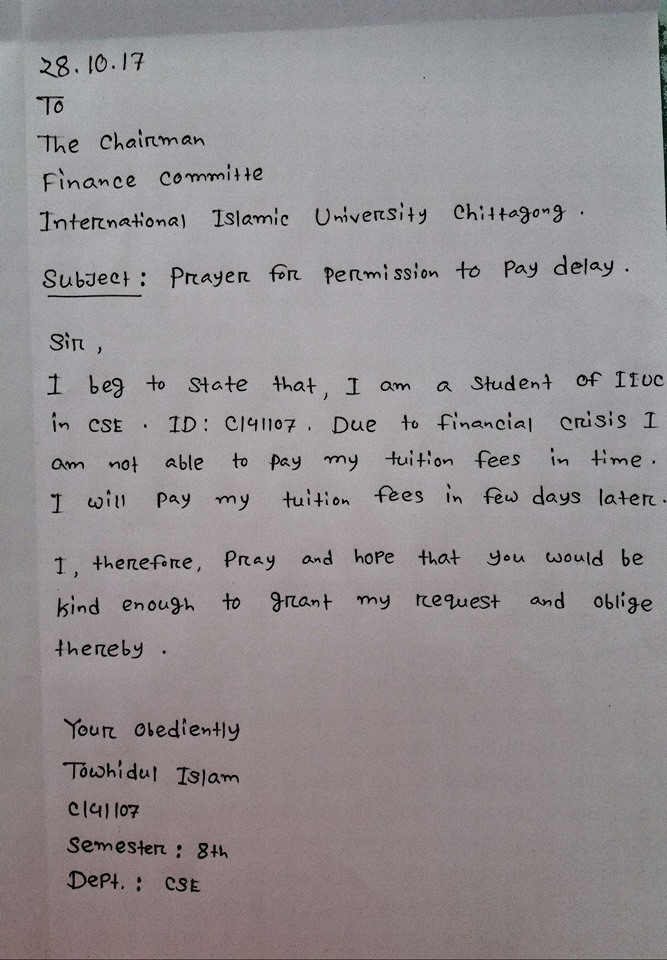 28.10.17
To
The Chairman
Finance Committe
International Islamic University Chittagong.
Subject: Prayer for permission to pay delay.
Sir,
I beg to state that, I am a student of IIUC
in CSE. ID: C141107. Due to financial crisis I
am not able to pay my tuition fees in time.
I will pay my tuition fees in few days later.
I, therefore, Pray and hope that you would be
kind enough to grant my request and oblige
thereby.
Your obediently
Towhidul Islam
C141107
Semester: 8th
Dept.: CSE